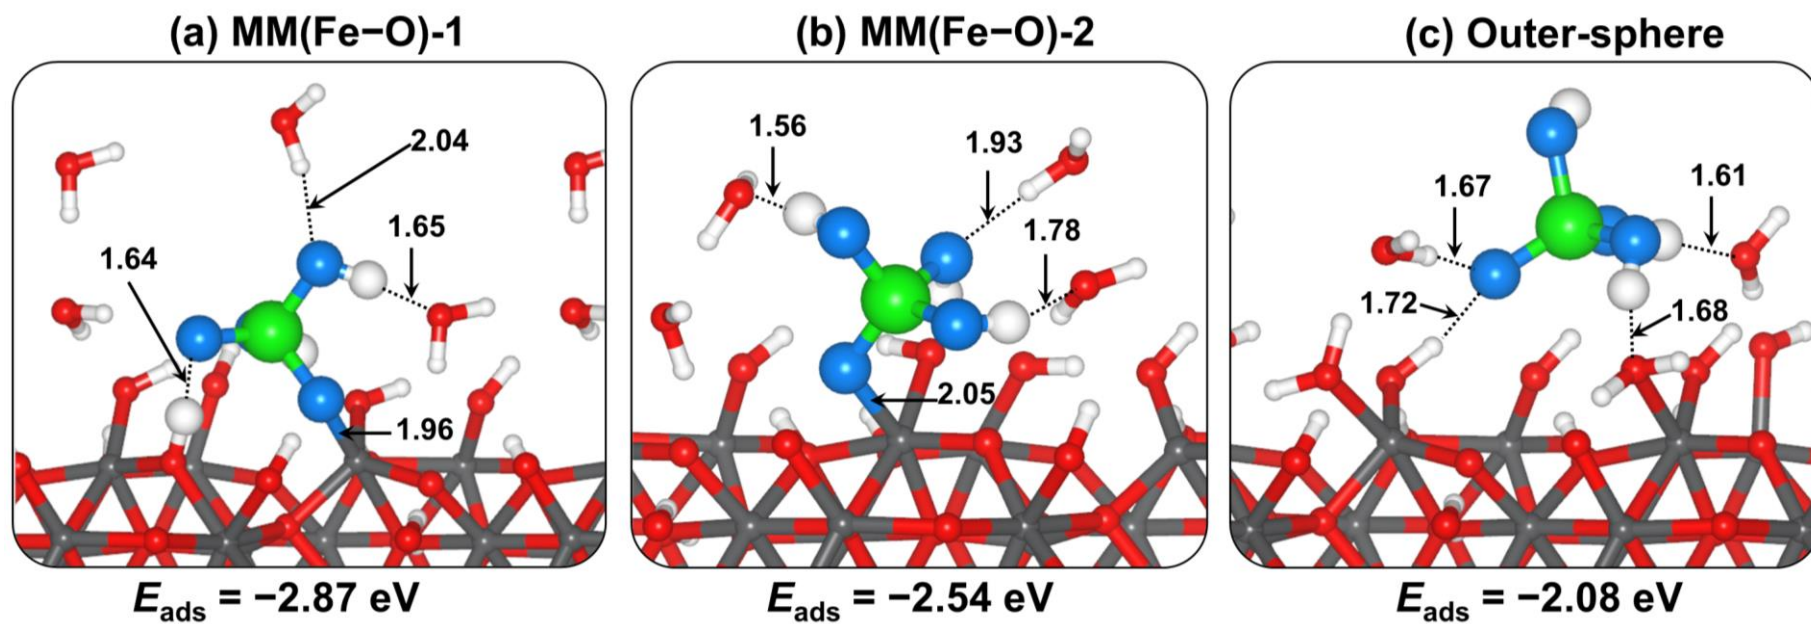 (a) MM(Fe−O)-1
(b) MM(Fe−O)-2
(c) Outer-sphere
2.04
1.65
1.64
1.96
1.56
1.93
1.78
2.05
1.67
1.61
1.72
1.68
Eads = −2.87 eV
Eads = −2.54 eV
Eads = −2.08 eV